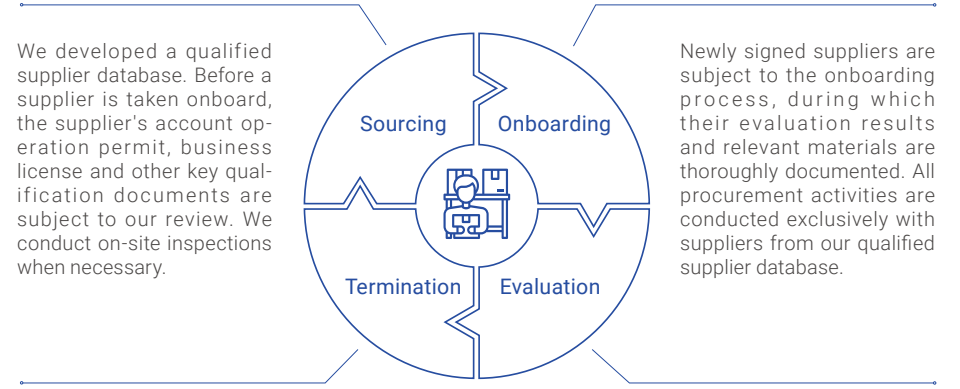 We developed a qualified
supplier database. Before a
supplier is taken onboard,
the supplier's account op-
eration permit, business
license and other key qual-
ification documents are
subject to our review. We
conduct on-site inspections
when necessary.
Sourcing
Onboarding
Termination
Evaluation
Newly signed suppliers are
subject to the onboarding
process, during which
their evaluation results
and relevant materials are
thoroughly documented. All
procurement activities are
conducted exclusively with
suppliers from our qualified
supplier database.